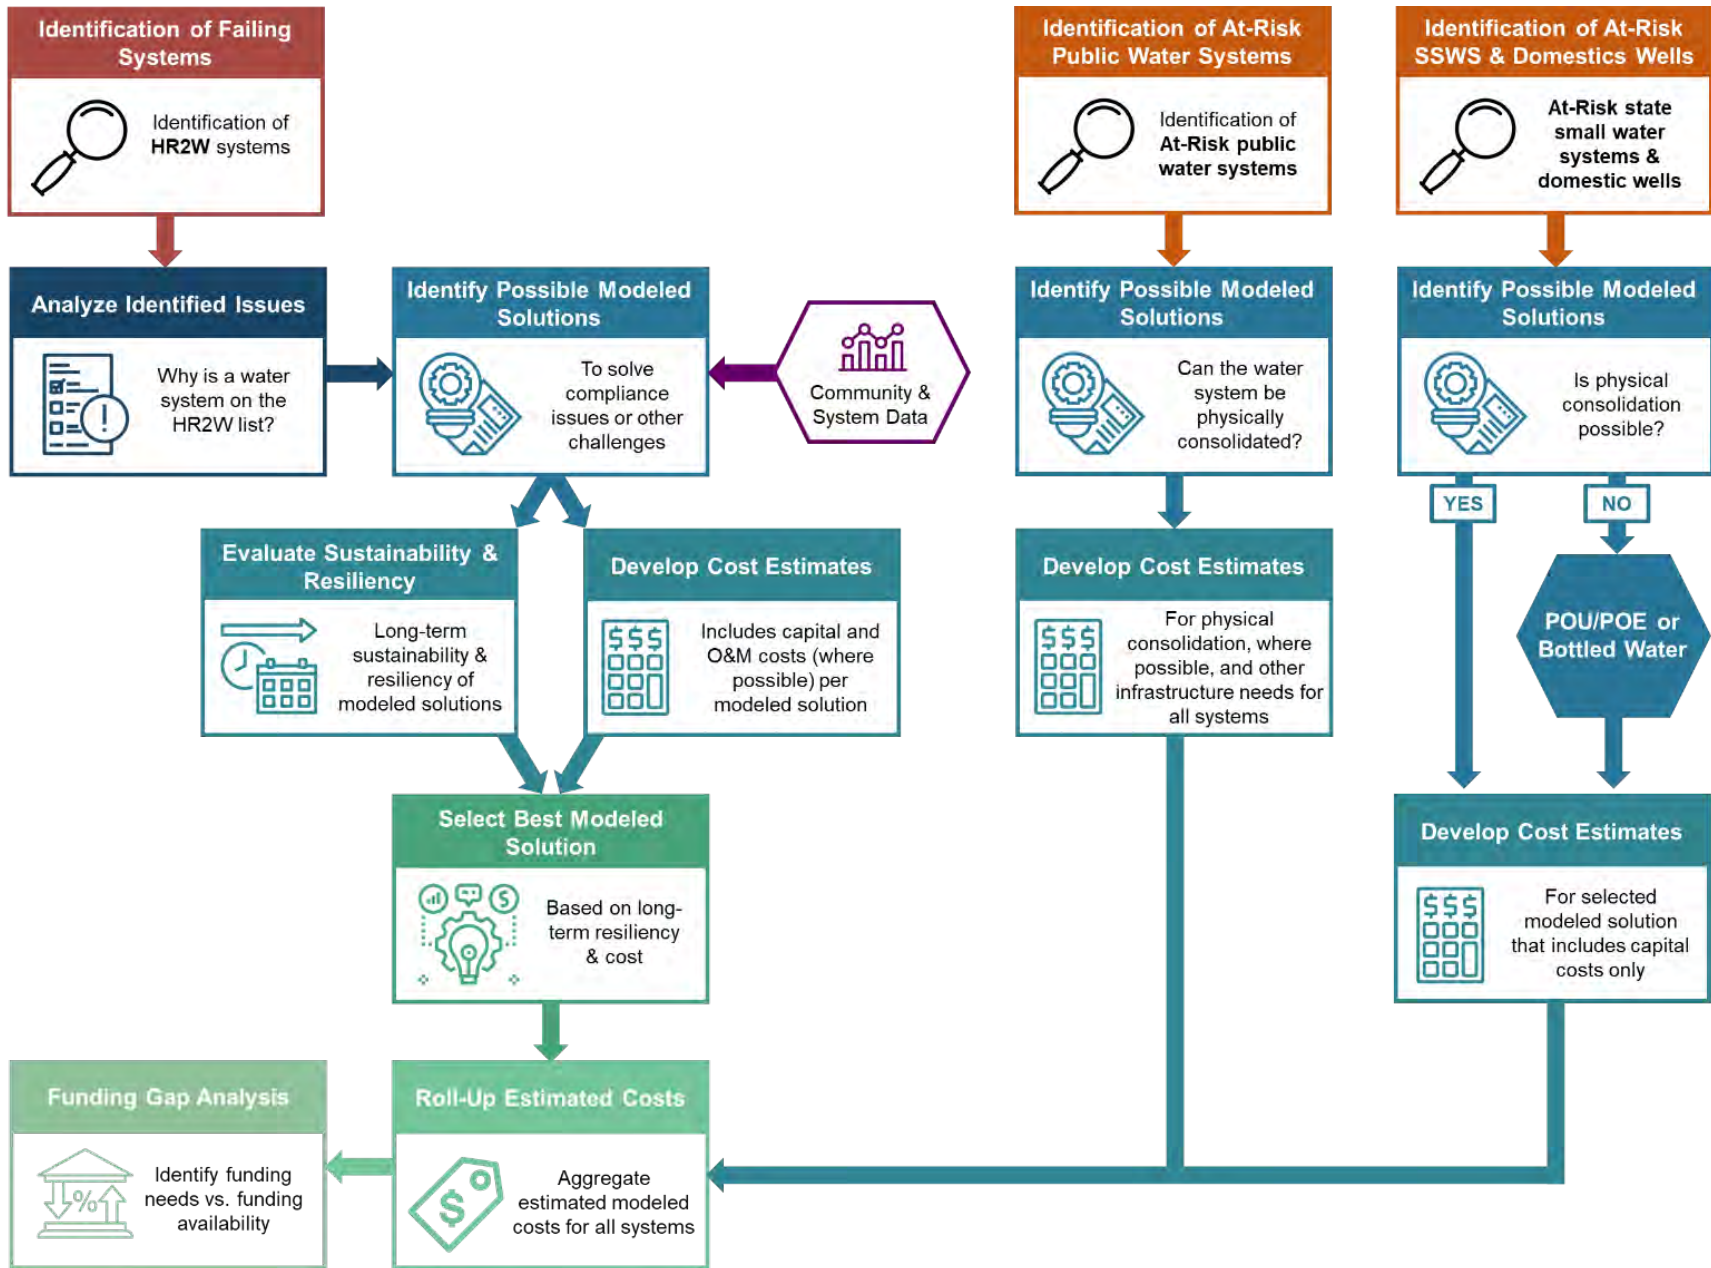 Identification of Failing
Systems
Identification of
HR2W systems
Identification of At-Risk
Public Water Systems
Identification of
At-Risk public
water systems
Identification of At-Risk
SSWS & Domestics Wells
At-Risk state
small water
systems &
domestic wells
Analyze Identified Issues
Why is a water
system on the
HR2W list?
Identify Possible Modeled
Solutions
To solve
compliance
issues or other
challenges
Community &
System Data
Identify Possible Modeled
Solutions
Can the water
system be
physically
consolidated?
Identify Possible Modeled
Solutions
Is physical
consolidation
possible?
YES
NO
Evaluate Sustainability &
Resiliency
Long-term
sustainability &
resiliency of
modeled solutions
Develop Cost Estimates
$$$
Includes capital and
O&M costs (where
possible) per
modeled solution
Develop Cost Estimates
$$$
For physical
consolidation, where
possible, and other
infrastructure needs for
all systems
POU/POE or
Bottled Water
Select Best Modeled
Solution
$
Based on long-
term resiliency
& cost
Develop Cost Estimates
$$$
For selected
modeled solution
that includes capital
costs only
Funding Gap Analysis
%
Identify funding
needs vs. funding
availability
Roll-Up Estimated Costs
$
Aggregate
estimated modeled
costs for all systems